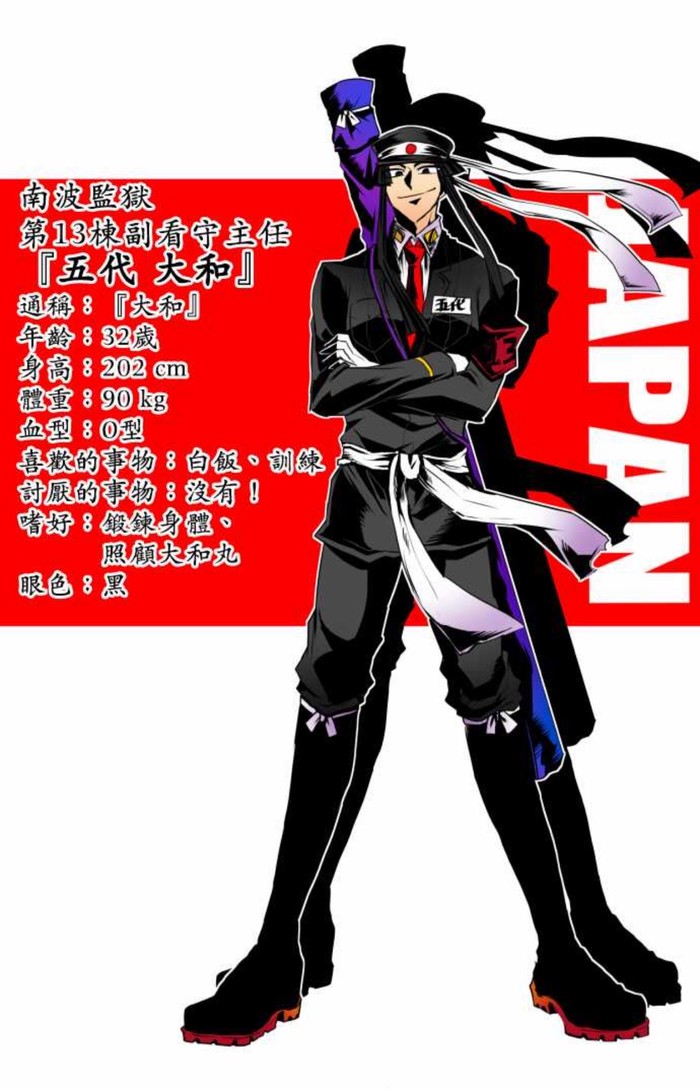 南波監獄
第13棟副看守主任
『五代 大和』
通稱：『大和』
年齡：32歲
身高：202 cm
體重：90 kg
血型：O型
喜歡的事物：白飯、訓練
討厭的事物：沒有！
嗜好：鍛鍊身體、
照顧大和丸
眼色：黑
JAPAN
五代